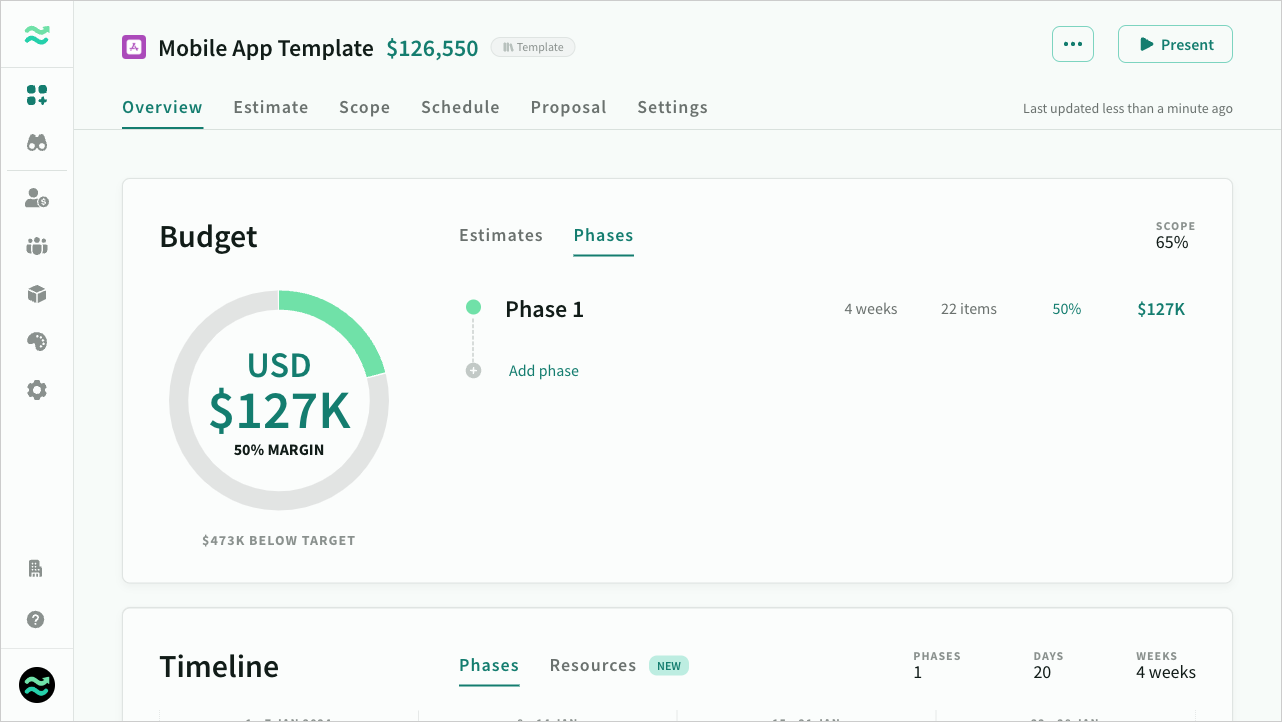 Mobile App Template $126,550 Template
Present
Overview Estimate Scope Schedule Proposal Settings
Last updated less than a minute ago
Budget
Estimates Phases
SCOPE
65%
Phase 1 4 weeks 22 items 50% $127K
Add phase
USD
$127K
50% MARGIN
$473K BELOW TARGET
Timeline
Phases Resources NEW
PHASES DAYS WEEKS
1 20 4 weeks